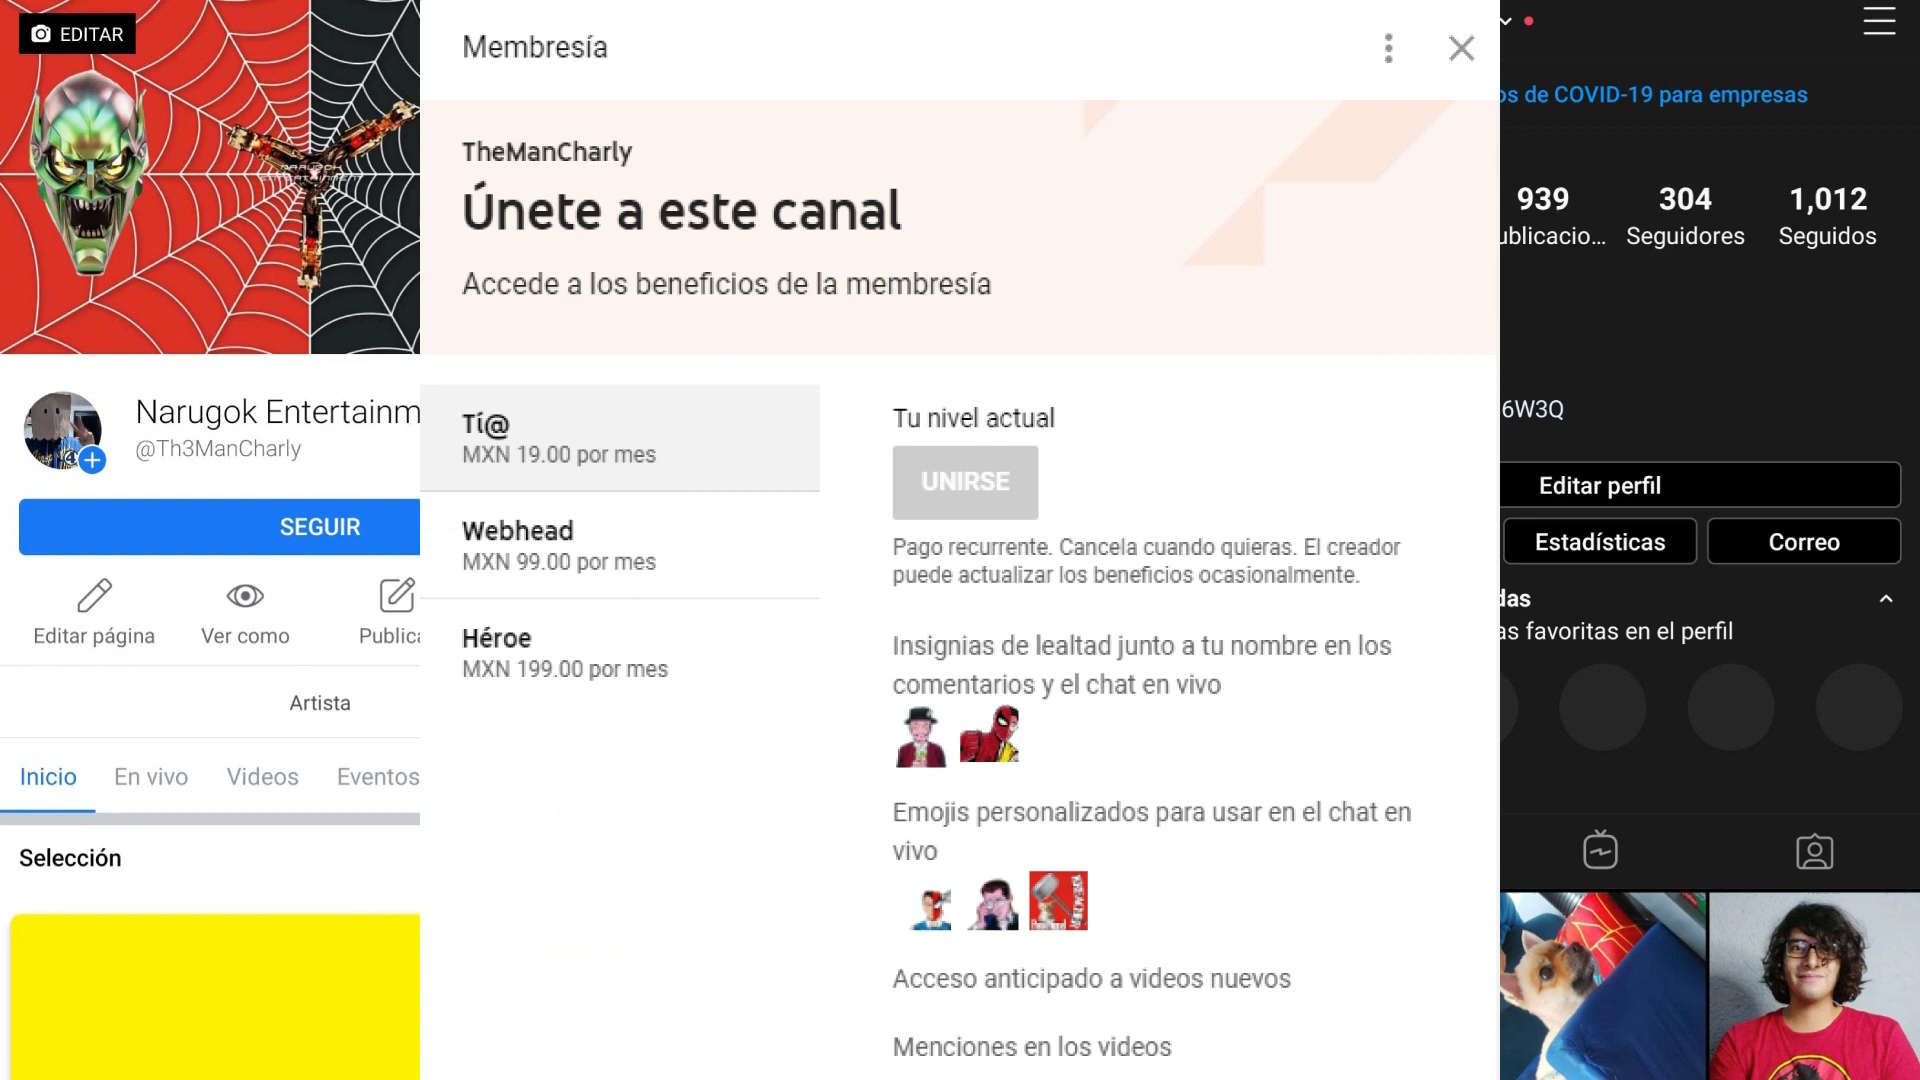 EDITAR
NARUGOK
ENTERTAINMENT
Narugok Entertainm
@Th3ManCharly
SEGUIR
Editar página
Ver como
Publica
Artista
Inicio
En vivo
Videos
Eventos
Selección
Membresía
TheManCharly
Únete a este canal
Accede a los beneficios de la membresía
Tí@
MXN 19.00 por mes
Webhead
MXN 99.00 por mes
Héroe
MXN 199.00 por mes
Tu nivel actual
UNIRSE
Pago recurrente. Cancela cuando quieras. El creador
puede actualizar los beneficios ocasionalmente.
Insignias de lealtad junto a tu nombre en los
comentarios y el chat en vivo
Emojis personalizados para usar en el chat en
vivo
Acceso anticipado a videos nuevos
Menciones en los videos
os de COVID-19 para empresas
939
304
1,012
ublicacio...
Seguidores
Seguidos
6W3Q
Editar perfil
Estadísticas
Correo
das
as favoritas en el perfil